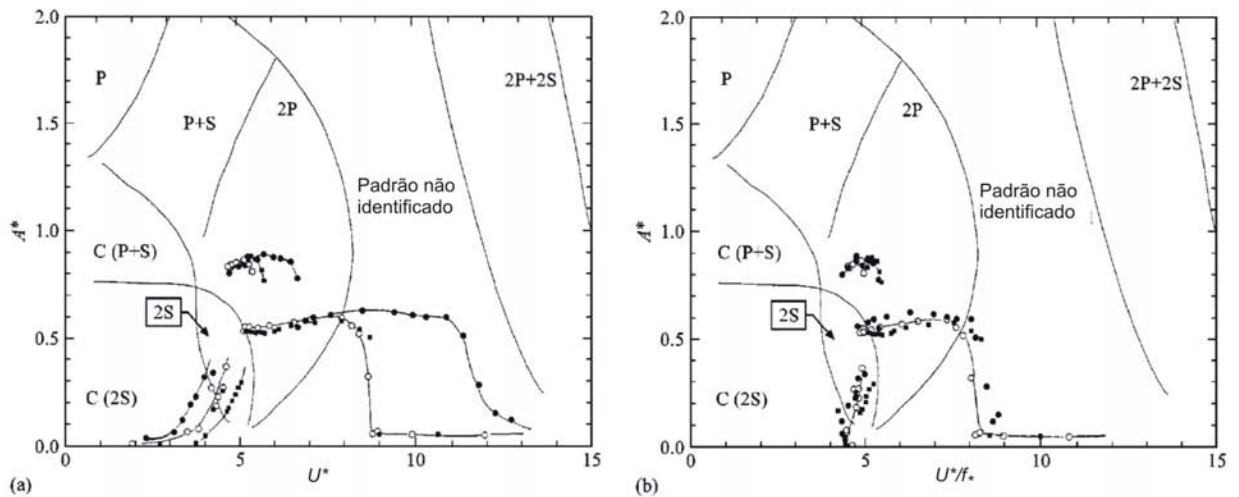 2.0
P
2P+2S
2P
P+S
1.5
Padrão não
identificado
A*
1.0
C (P+S)
2S
0.5
C (2S)
0.0
0
5
10
15
U*
(a)
2.0
P
2P+2S
2P
P+S
1.5
Padrão não
identificado
A*
1.0
C (P+S)
2S
0.5
C (2S)
0.0
0
5
10
15
U*/f*
(b)